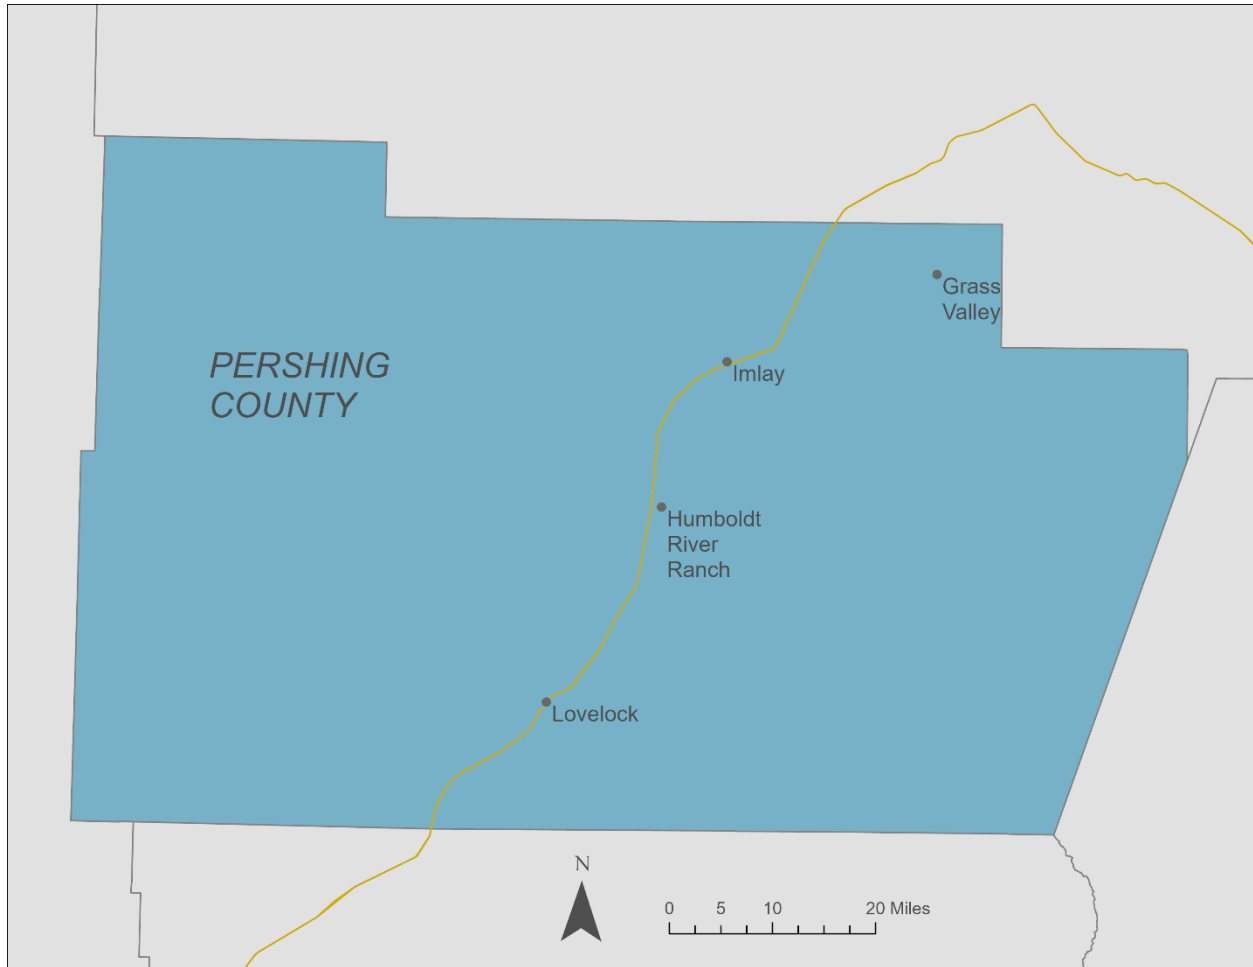 Grass
Valley
PERSHING
COUNTY
Imlay
Humboldt
River
Ranch
Lovelock
N
0 5 10 20 Miles